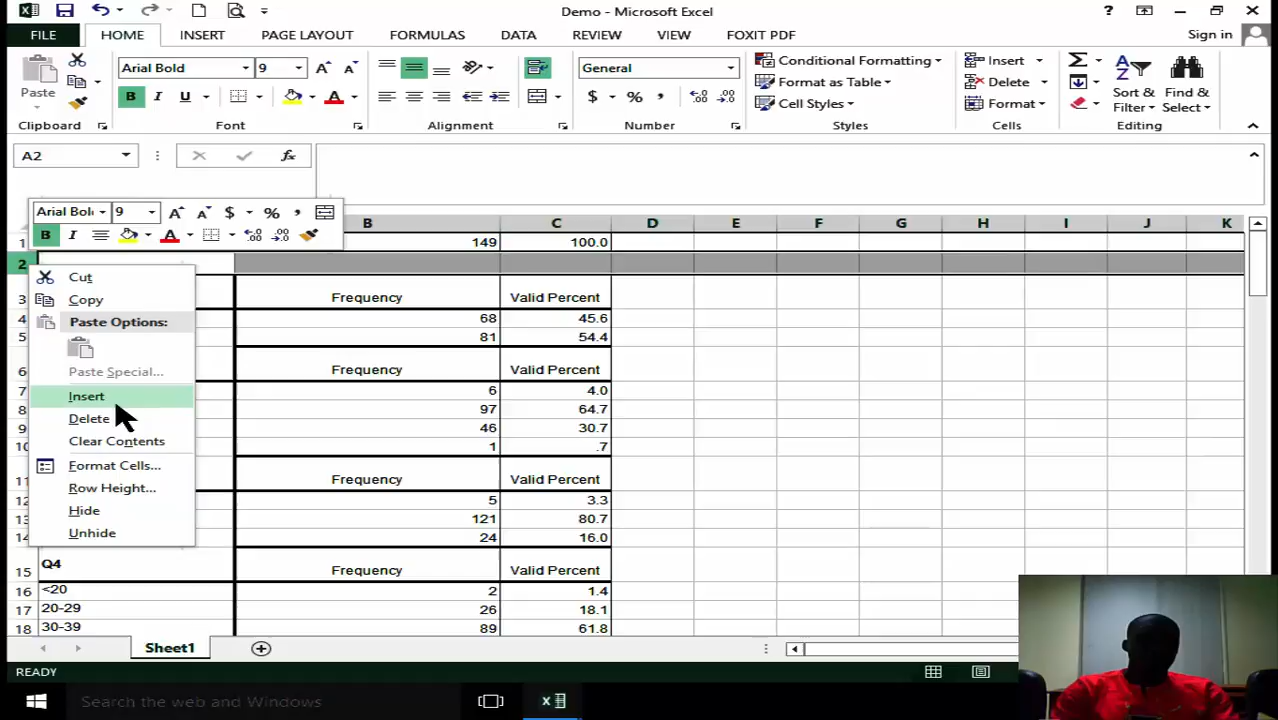 Demo - Microsoft Excel
FILE HOME INSERT PAGE LAYOUT FORMULAS DATA REVIEW VIEW FOXIT PDF Sign in
Arial Bold 9 General Conditional Formatting Insert
Paste Format as Table Delete Sort & Find &
B I U A $ % , Cell Styles Format Filter Select
Clipboard Font Alignment Number Styles Cells Editing
A2 fx
Arial Bol 9 $ % ,
B I A
B C D E F G H I J K
1 149 100.0
2
Cut
3 Frequency Valid Percent
Copy
4 68 45.6
Paste Options:
5 81 54.4
6 Frequency Valid Percent
Paste Special...
7 6 4.0
Insert
8 97 64.7
Delete
9 46 30.7
Clear Contents
10 1 .7
Format Cells...
11 Frequency Valid Percent
Row Height...
12 5 3.3
Hide
13 121 80.7
Unhide
14 24 16.0
15 Q4 Frequency Valid Percent
16 <20 2 1.4
17 20-29 26 18.1
18 30-39 89 61.8
Sheet1
READY
Search the web and Windows